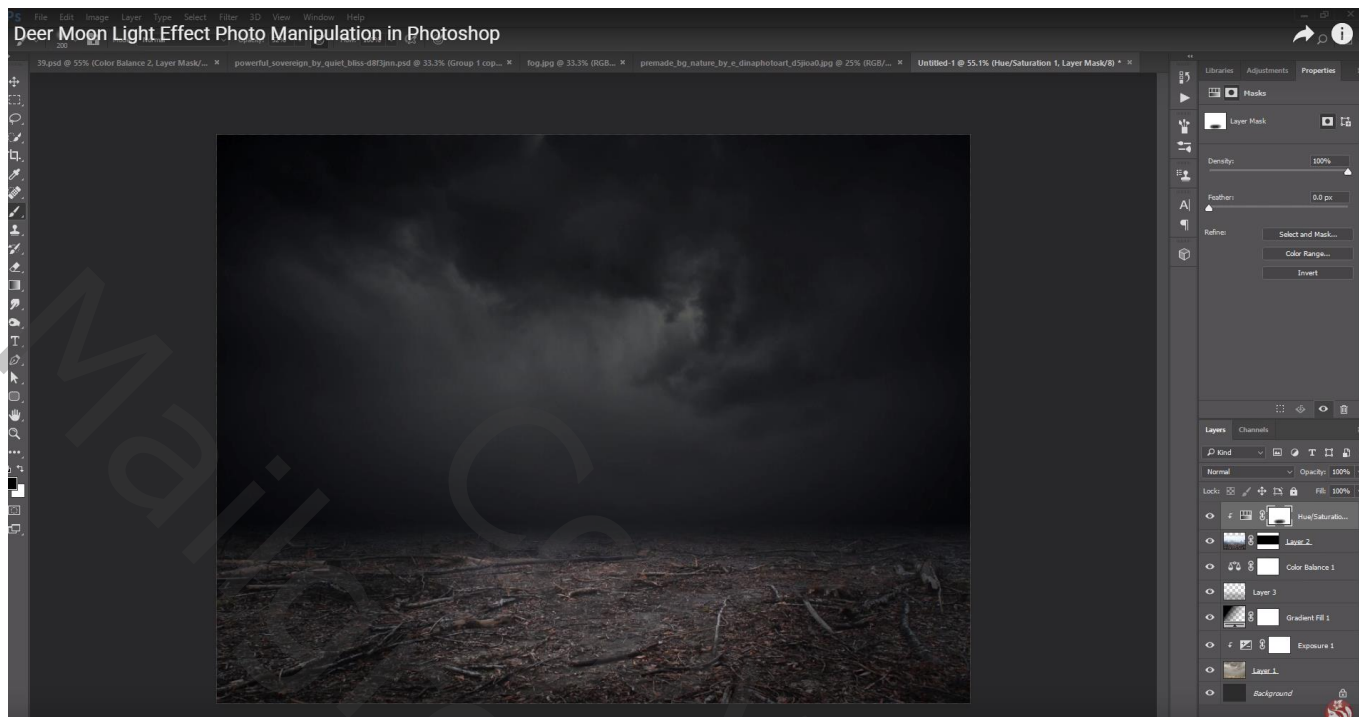 File Edit Image Layer Type Select Filter 3D View Window Help
Deer Moon Light Effect Photo Manipulation in Photoshop
200
39.psd @ 55% (Color Balance 2, Layer Mask/... × powerful_sovereign_by_quiet_bliss-d8f3jnn.psd @ 33.3% (Group 1 cop... × fog.jpg @ 33.3% (RGB... × premade_bg_nature_by_e_dinaphotoart_d5jioa0.jpg @ 25% (RGB/... × Untitled-1 @ 55.1% (Hue/Saturation 1, Layer Mask/8) * ×
Libraries Adjustments Properties
Masks
Layer Mask
Density: 100%
Feather: 0.0 px
Refine: Select and Mask...
Color Range...
Invert
Layers Channels
Kind
Normal Opacity: 100%
Lock: Fill: 100%
Hue/Saturatio...
Layer 2
Color Balance 1
Layer 3
Gradient Fill 1
Exposure 1
Layer 1
Background